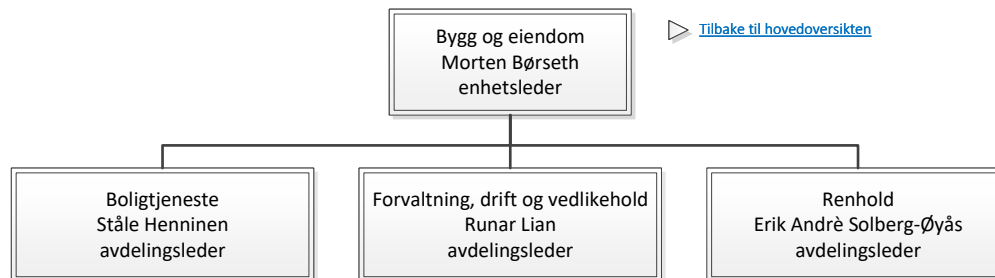 Bygg og eiendom
Morten Børseth
enhetsleder
Tilbake til hovedoversikten
Boligtjeneste
Ståle Henninen
avdelingsleder
Forvaltning, drift og vedlikehold
Runar Lian
avdelingsleder
Renhold
Erik Andrè Solberg-Øyås
avdelingsleder